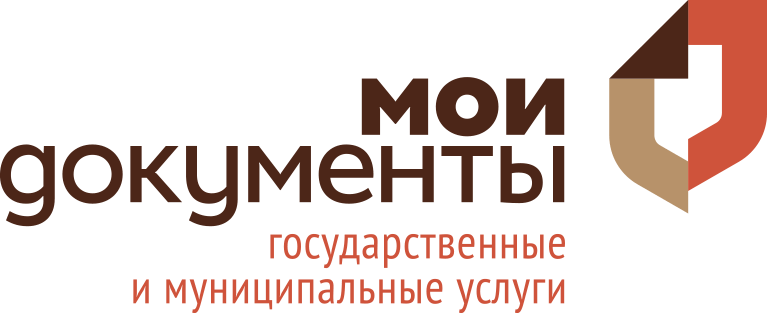 мои
документы
государственные
и муниципальные услуги